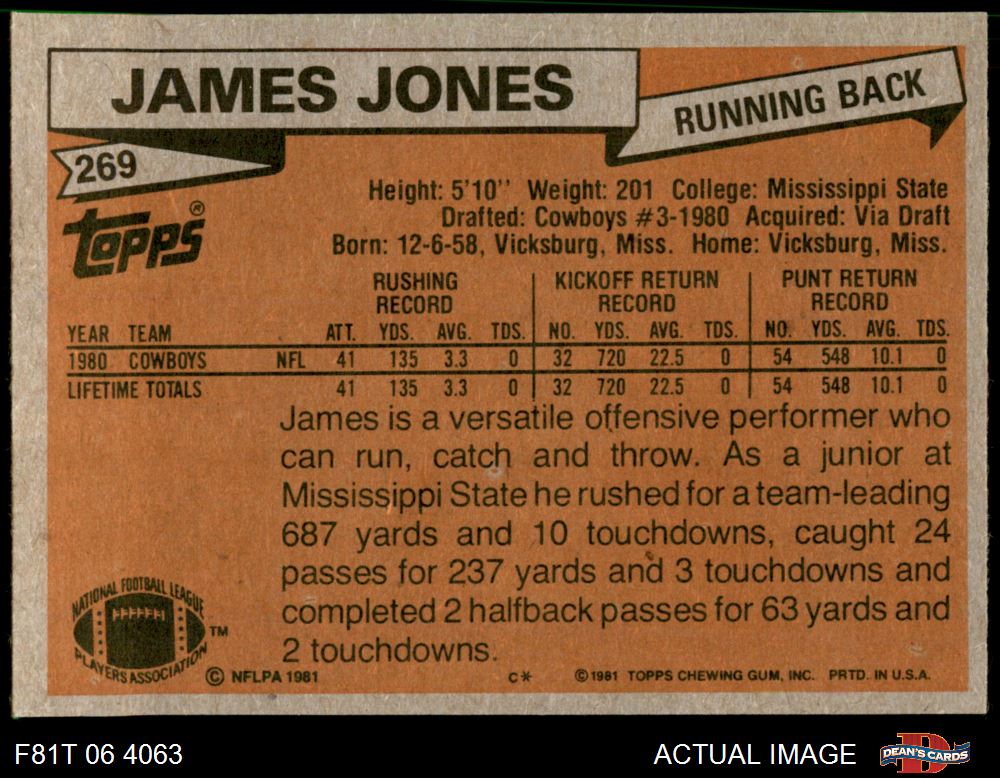 JAMES JONES
RUNNING BACK
269
topps®
Height: 5'10'' Weight: 201 College: Mississippi State
Drafted: Cowboys #3-1980 Acquired: Via Draft
Born: 12-6-58, Vicksburg, Miss. Home: Vicksburg, Miss.
RUSHING RECORD KICKOFF RETURN RECORD PUNT RETURN RECORD
YEAR TEAM ATT. YDS. AVG. TDS. NO. YDS. AVG. TDS. NO. YDS. AVG. TDS.
1980 COWBOYS NFL 41 135 3.3 0 32 720 22.5 0 54 548 10.1 0
LIFETIME TOTALS 41 135 3.3 0 32 720 22.5 0 54 548 10.1 0
James is a versatile offensive performer who
can run, catch and throw. As a junior at
Mississippi State he rushed for a team-leading
687 yards and 10 touchdowns, caught 24
passes for 237 yards and 3 touchdowns and
completed 2 halfback passes for 63 yards and
2 touchdowns.
NATIONAL FOOTBALL LEAGUE
PLAYERS ASSOCIATION TM
© NFLPA 1981 C* ©1981 TOPPS CHEWING GUM, INC. PRTD. IN U.S.A.
F81T 06 4063 ACTUAL IMAGE D DEAN'S CARDS